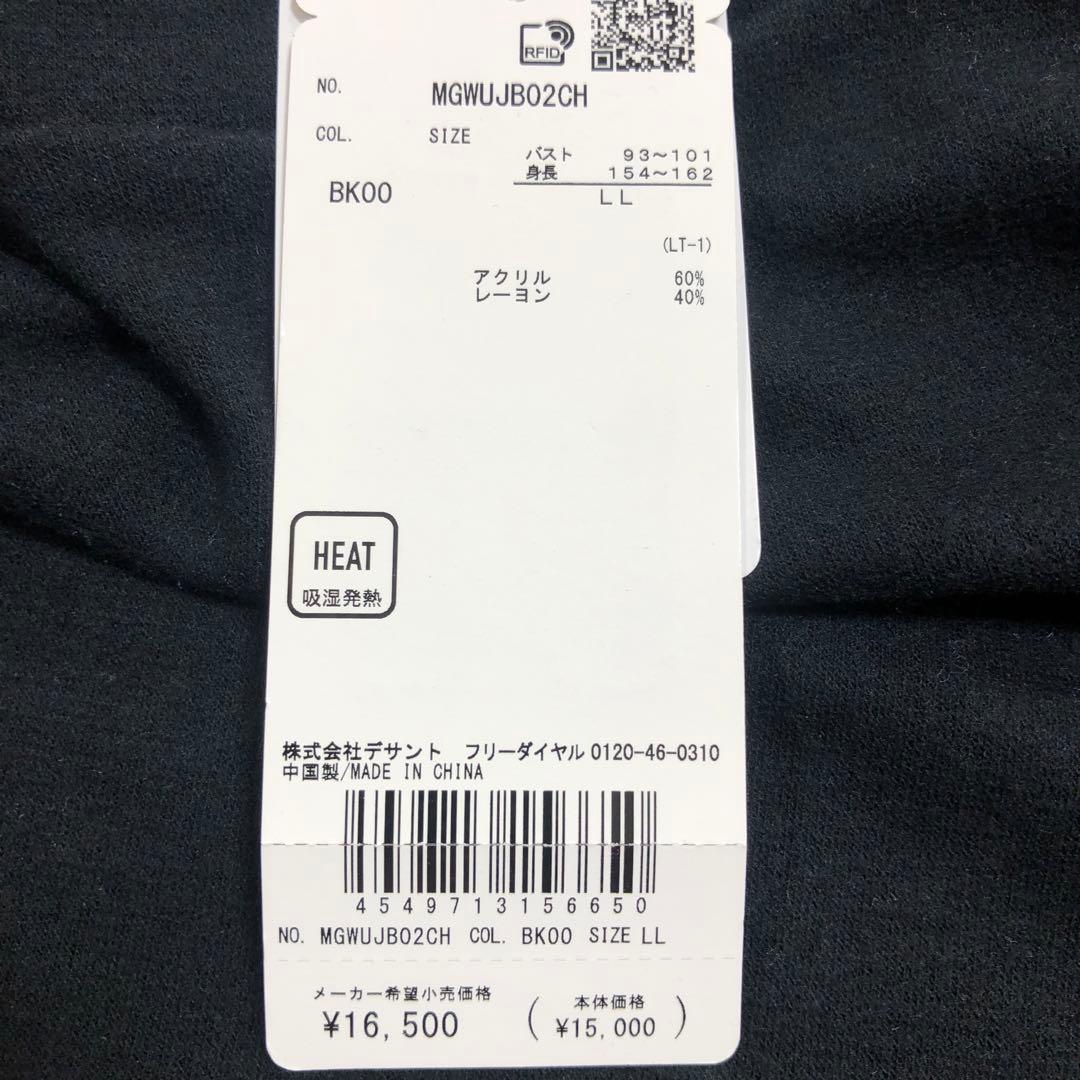 RFID
NO. MGWUJB02CH
COL. SIZE
バスト 93〜101
身長 154〜162
BK00 LL
(LT-1)
アクリル 60%
レーヨン 40%
HEAT
吸湿発熱
株式会社デサント フリーダイヤル 0120-46-0310
中国製/MADE IN CHINA
4549713156650
NO. MGWUJB02CH COL. BK00 SIZE LL
メーカー希望小売価格
¥16,500
(本体価格
¥15,000)